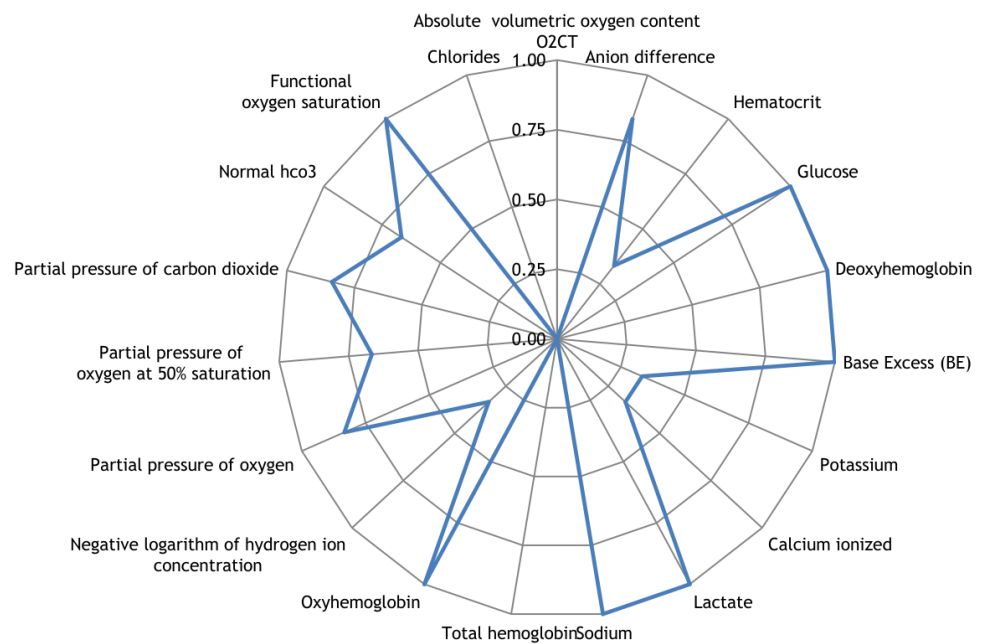 Absolute volumetric oxygen content
O2CT
Chlorides
1.00
Anion difference
Functional
oxygen saturation
Hematocrit
0.75
Normal hco3
Glucose
0.50
Partial pressure of carbon dioxide
0.25
Deoxyhemoglobin
0.00
Partial pressure of
oxygen at 50% saturation
Base Excess (BE)
Partial pressure of oxygen
Potassium
Negative logarithm of hydrogen ion
concentration
Calcium ionized
Oxyhemoglobin
Lactate
Total hemoglobin
Sodium